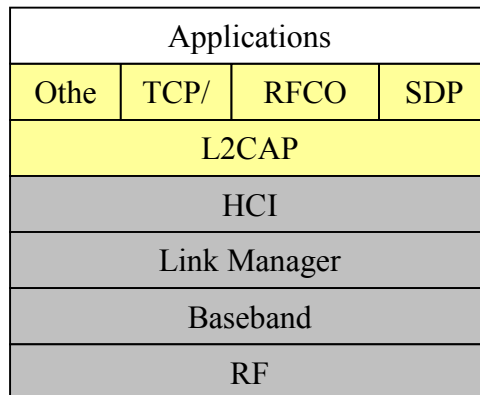 Applications
Othe TCP/ RFCO SDP
L2CAP
HCI
Link Manager
Baseband
RF